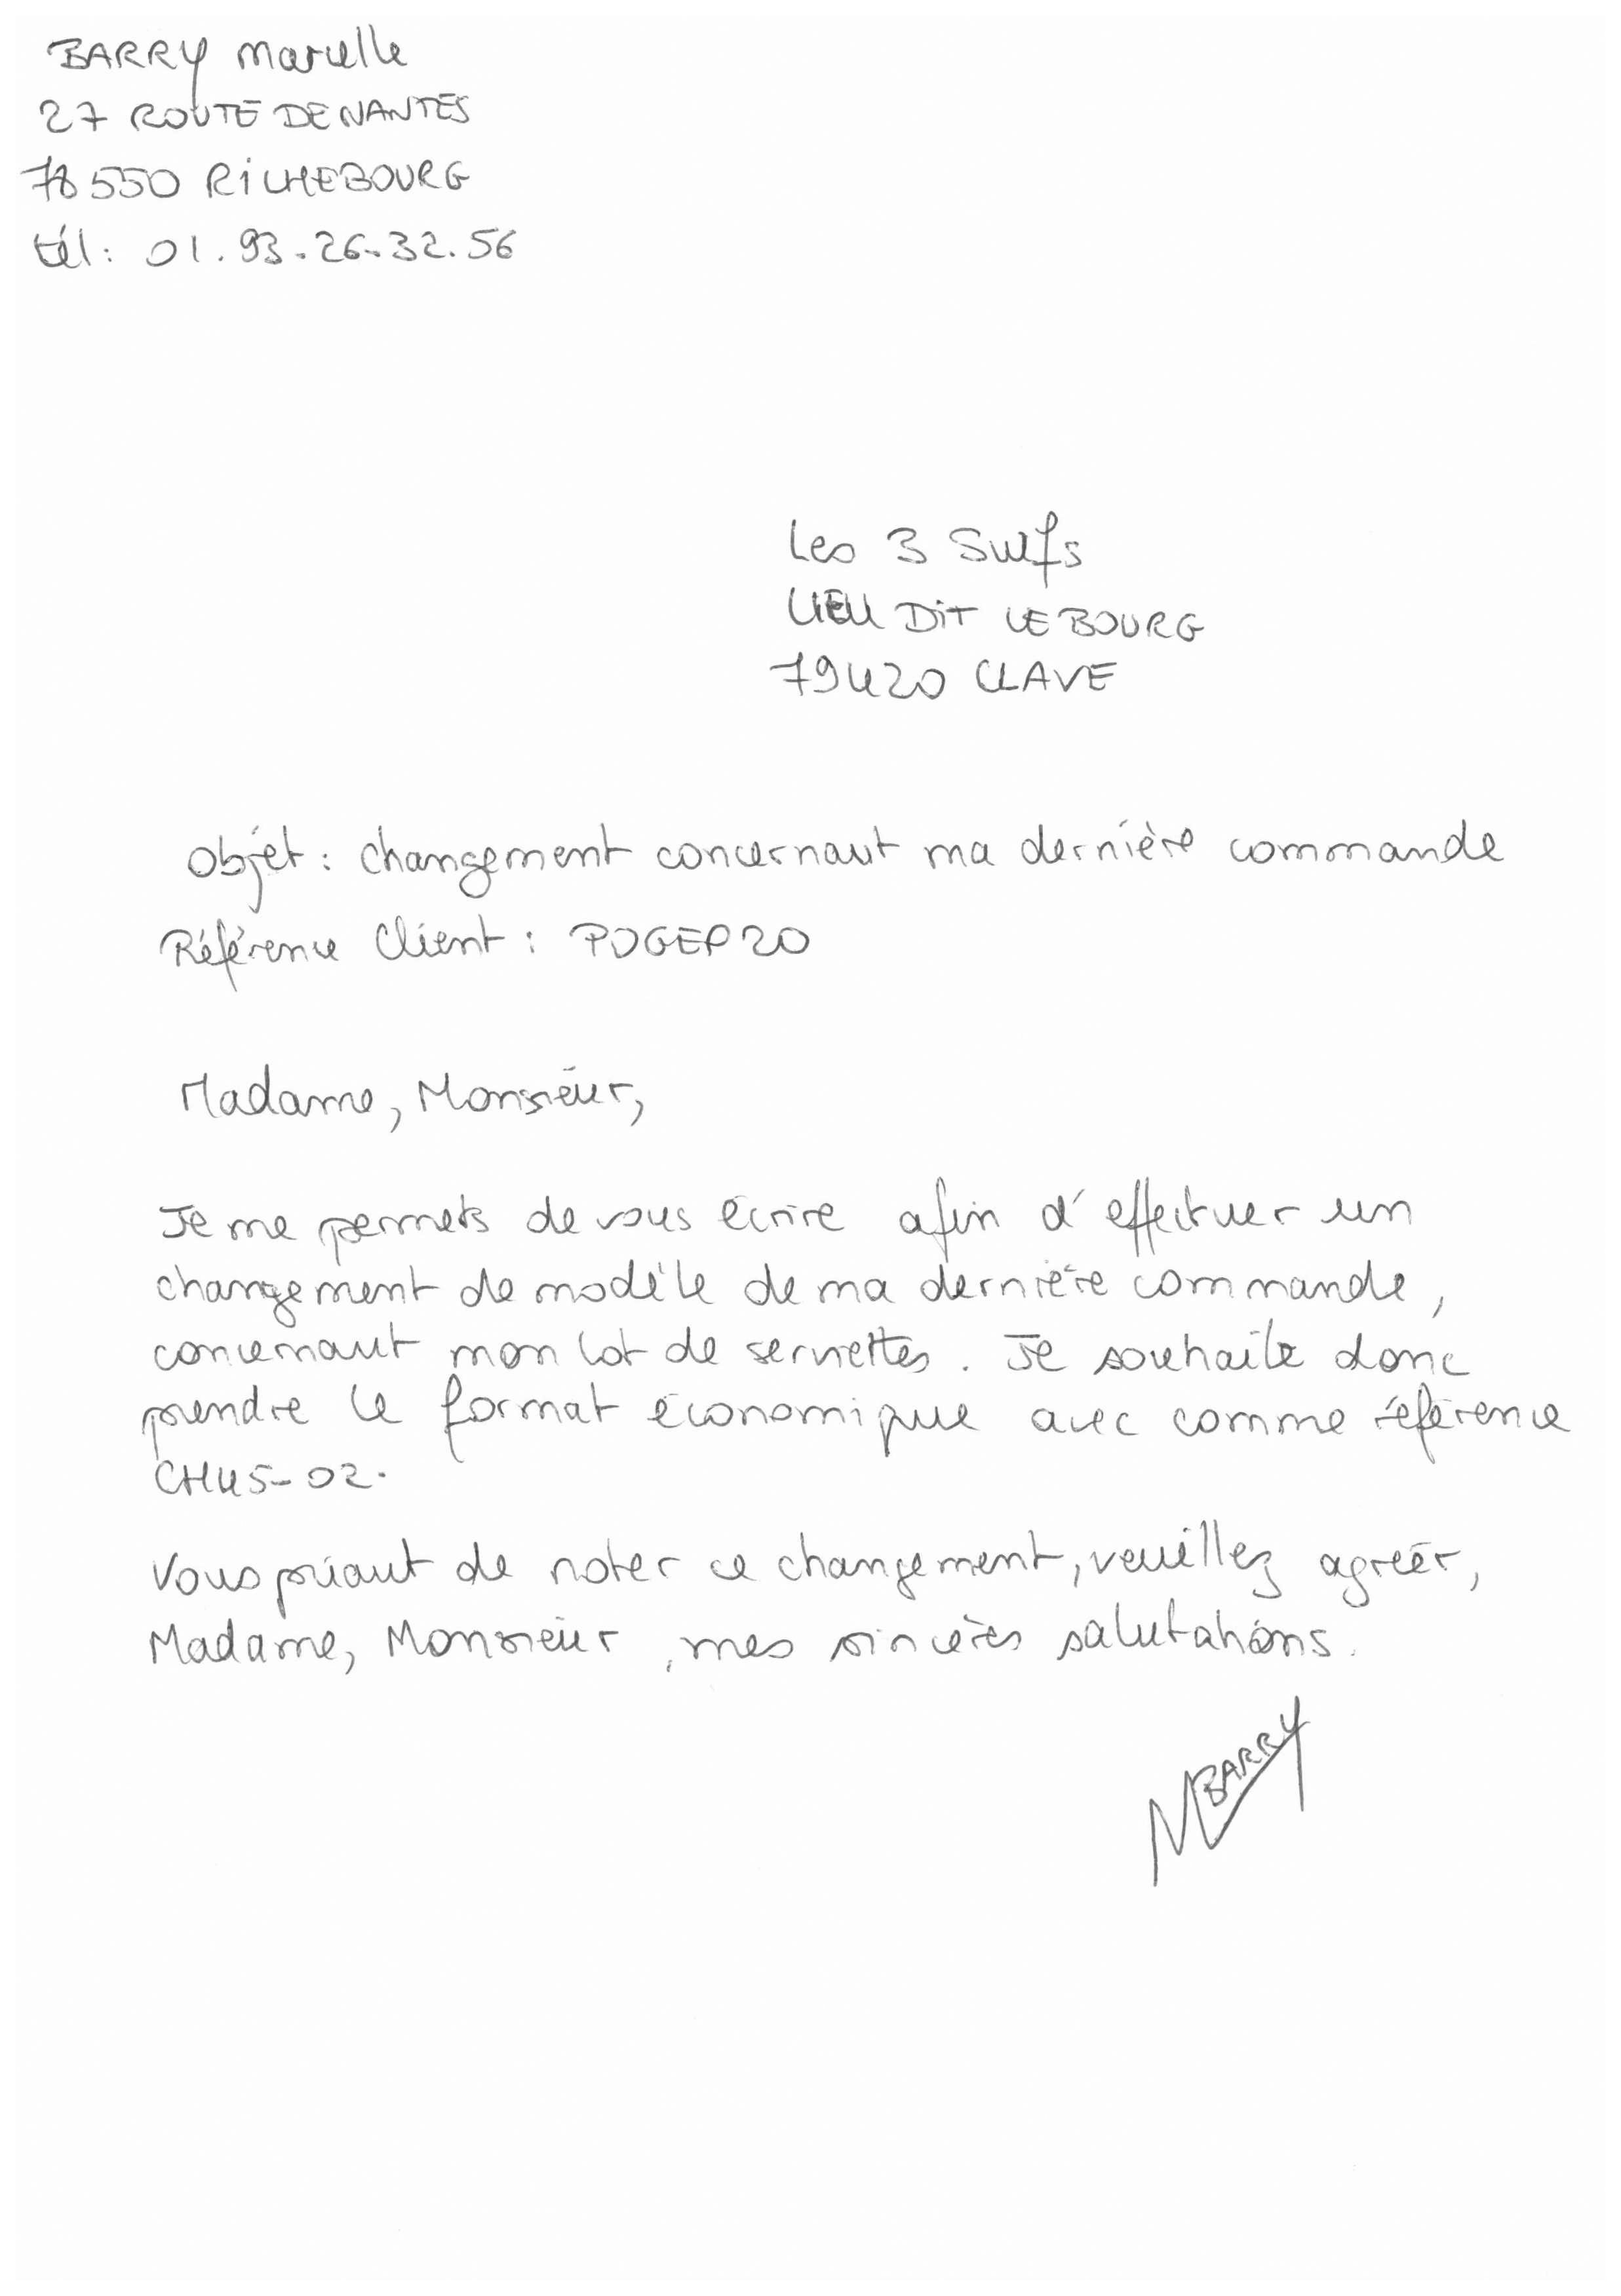 BARRY Marielle
27 ROUTE DE NANTES
78550 RICHEBOURG
tél: 01.93.26.32.56
Les 3 Surfs
LIEU DIT LE BOURG
79420 CLAVE
Objet : changement concernant ma dernière commande
Référence Client : PDGEP20
Madame, Monsieur,
Je me permets de vous écrire afin d'effectuer un
changement de modèle de ma dernière commande,
concernant mon lot de serviettes. Je souhaite donc
prendre le format économique avec comme référence
CH45-02.
Vous priant de noter ce changement, veuillez agréer,
Madame, Monsieur, mes sincères salutations.
MBARRY